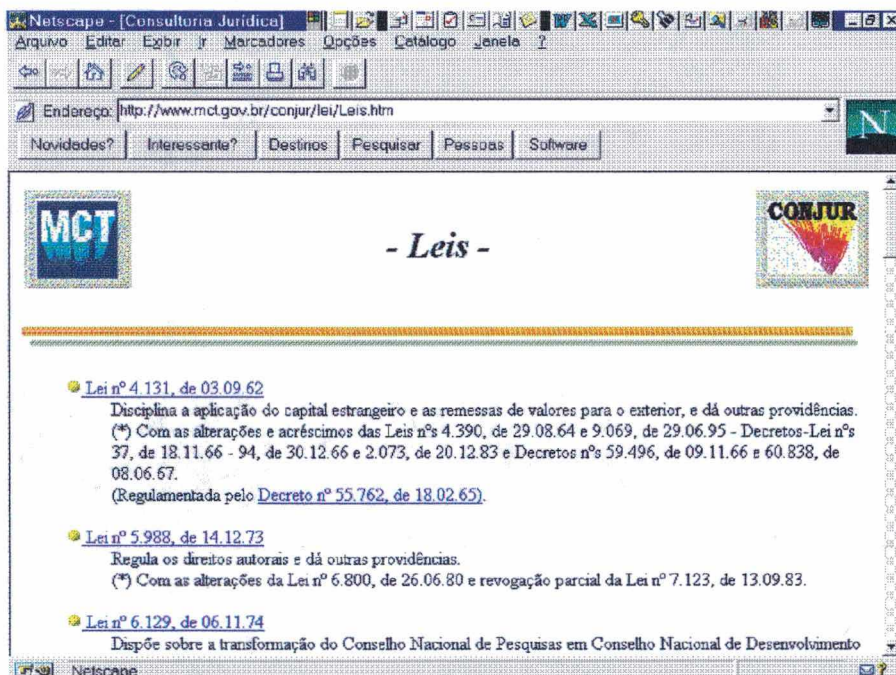 Netscape - [Consultoria Jurídica]
Arquivo Editar Exibir Ir Marcadores Opções Catálogo Janela ?
Endereço: http://www.mct.gov.br/conjur/lei/Leis.htm
N
Novidades? Interessante? Destinos Pesquisar Pessoas Software
MCT
- Leis -
CONJUR
Lei nº 4.131, de 03.09.62
Disciplina a aplicação do capital estrangeiro e as remessas de valores para o exterior, e dá outras providências.
(*) Com as alterações e acréscimos das Leis nºs 4.390, de 29.08.64 e 9.069, de 29.06.95 - Decretos-Lei nºs
37, de 18.11.66 - 94, de 30.12.66 e 2.073, de 20.12.83 e Decretos nºs 59.496, de 09.11.66 e 60.838, de
08.06.67.
(Regulamentada pelo Decreto nº 55.762, de 18.02.65).
Lei nº 5.988, de 14.12.73
Regula os direitos autorais e dá outras providências.
(*) Com as alterações da Lei nº 6.800, de 26.06.80 e revogação parcial da Lei nº 7.123, de 13.09.83.
Lei nº 6.129, de 06.11.74
Dispõe sobre a transformação do Conselho Nacional de Pesquisas em Conselho Nacional de Desenvolvimento
Netscape